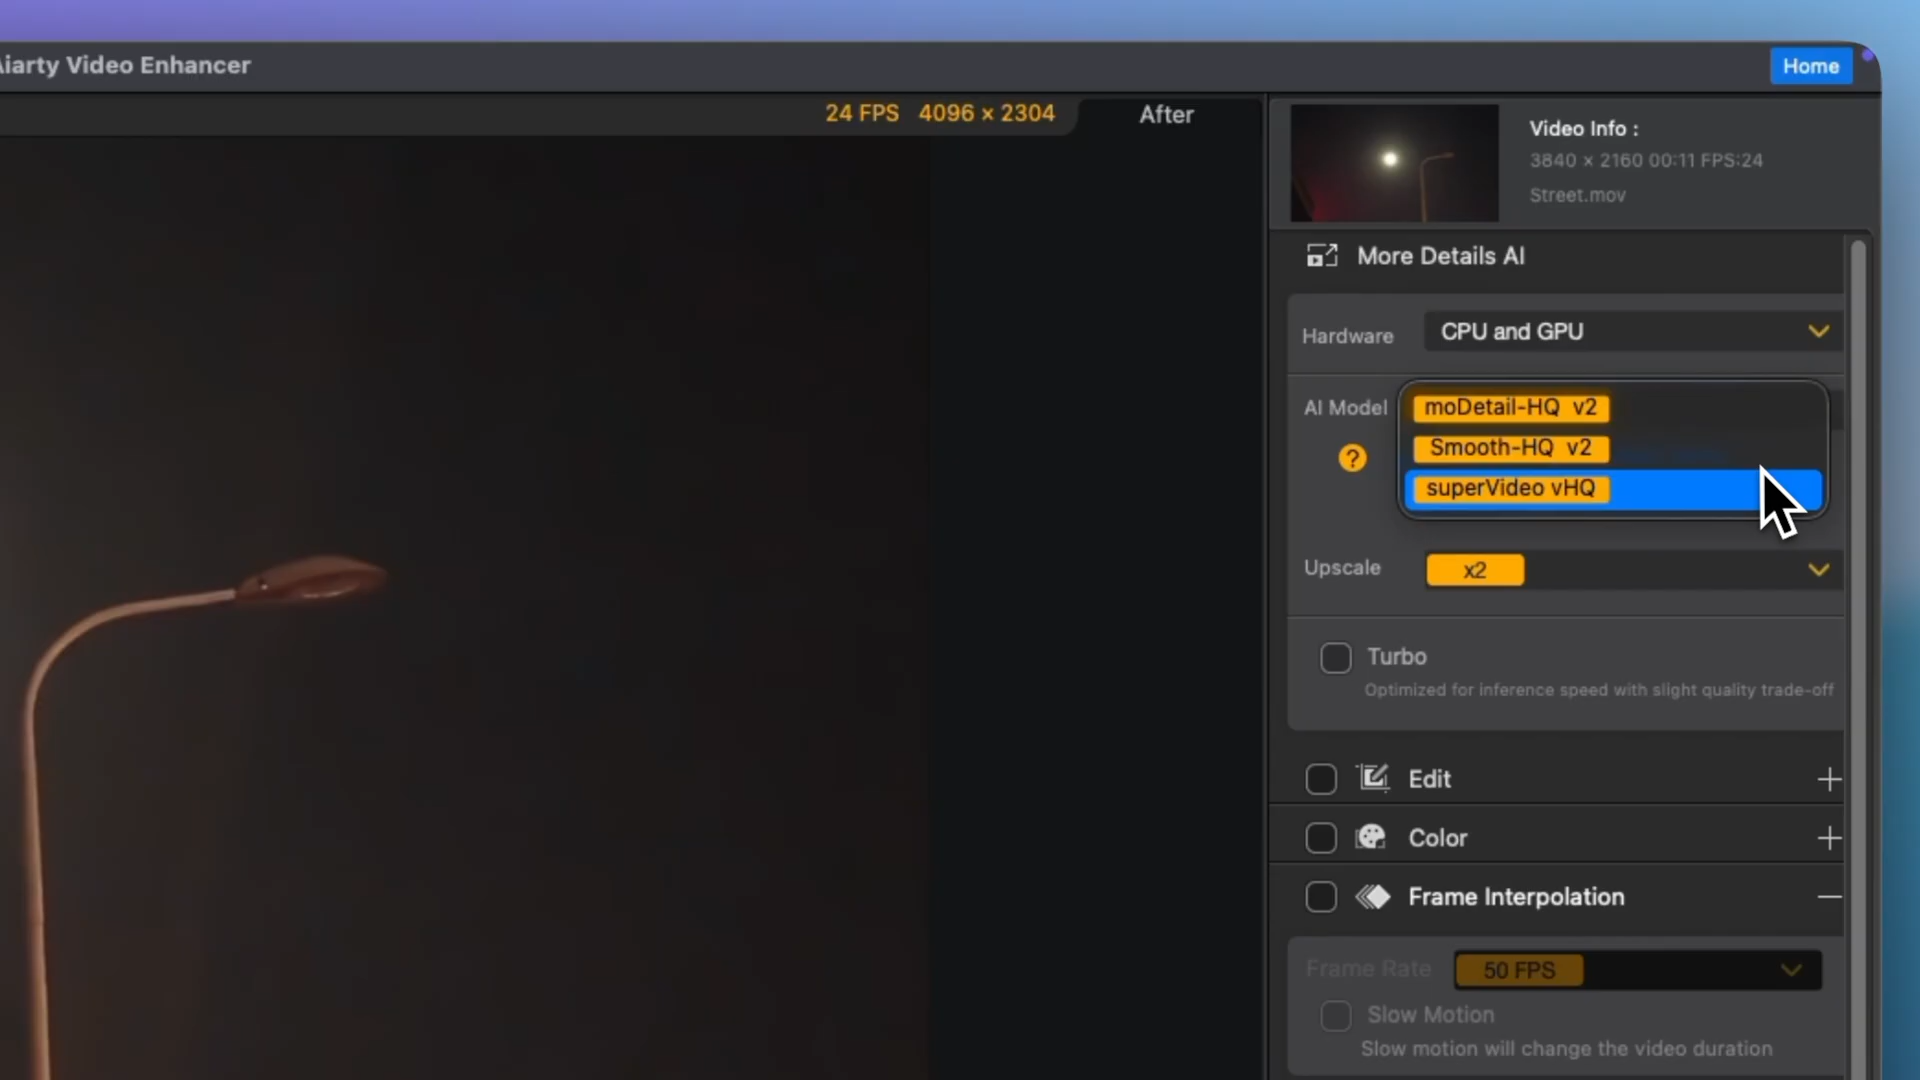 Aiarty Video Enhancer
Home
24 FPS 4096 × 2304
After
Video Info :
3840 × 2160 00:11 FPS:24
Street.mov
More Details AI
Hardware
CPU and GPU
AI Model
moDetail-HQ v2
?
Smooth-HQ v2
superVideo vHQ
Upscale
x2
Turbo
Optimized for inference speed with slight quality trade-off
Edit
Color
Frame Interpolation
Frame Rate
50 FPS
Slow Motion
Slow motion will change the video duration